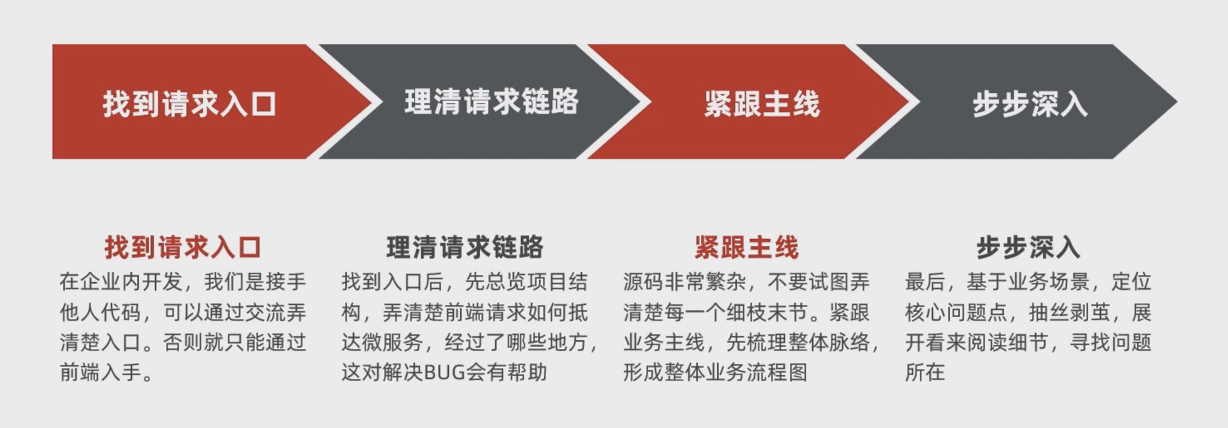 找到请求入口
理清请求链路
紧跟主线
步步深入
找到请求入口
在企业内开发，我们是接手
他人代码，可以通过交流弄
清楚入口。否则就只能通过
前端入手。
理清请求链路
找到入口后，先总览项目结
构，弄清楚前端请求如何抵
达微服务，经过了哪些地方，
这对解决BUG会有帮助
紧跟主线
源码非常繁杂，不要试图弄
清楚每一个细枝末节。紧跟
业务主线，先梳理整体脉络，
形成整体业务流程图
步步深入
最后，基于业务场景，定位
核心问题点，抽丝剥茧，展
开看来阅读细节，寻找问题
所在